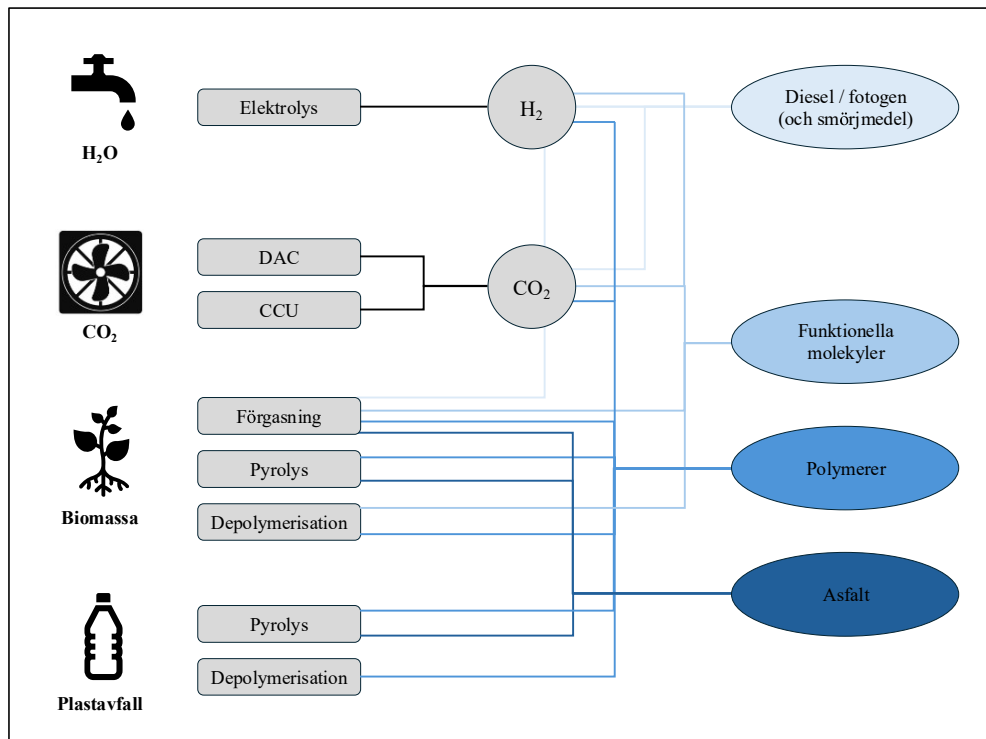 H₂O
Elektrolys
H₂
Diesel / fotogen
(och smörjmedel)
CO₂
DAC
CCU
CO₂
Funktionella
molekyler
Biomassa
Förgasning
Pyrolys
Depolymerisation
Polymerer
Asfalt
Plastavfall
Pyrolys
Depolymerisation